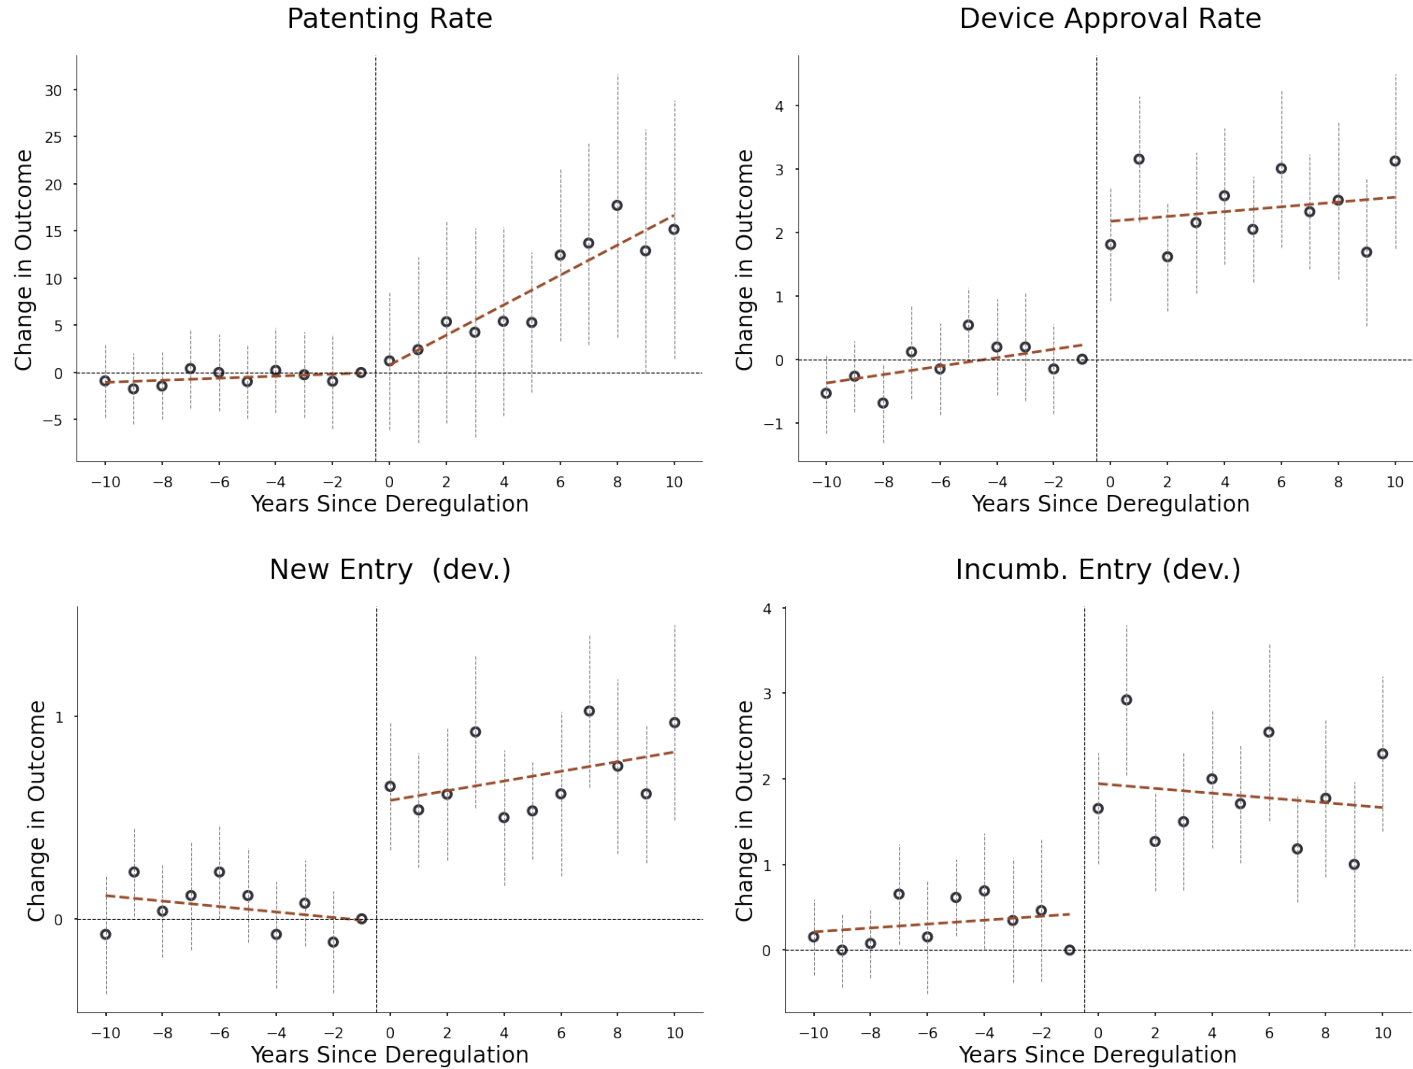 Patenting Rate
Change in Outcome
30
25
20
15
10
5
0
−5
−10 −8 −6 −4 −2 0 2 4 6 8 10
Years Since Deregulation
Device Approval Rate
Change in Outcome
4
3
2
1
0
−1
−10 −8 −6 −4 −2 0 2 4 6 8 10
Years Since Deregulation
New Entry  (dev.)
Change in Outcome
1
0
−10 −8 −6 −4 −2 0 2 4 6 8 10
Years Since Deregulation
Incumb. Entry (dev.)
Change in Outcome
4
3
2
1
0
−10 −8 −6 −4 −2 0 2 4 6 8 10
Years Since Deregulation